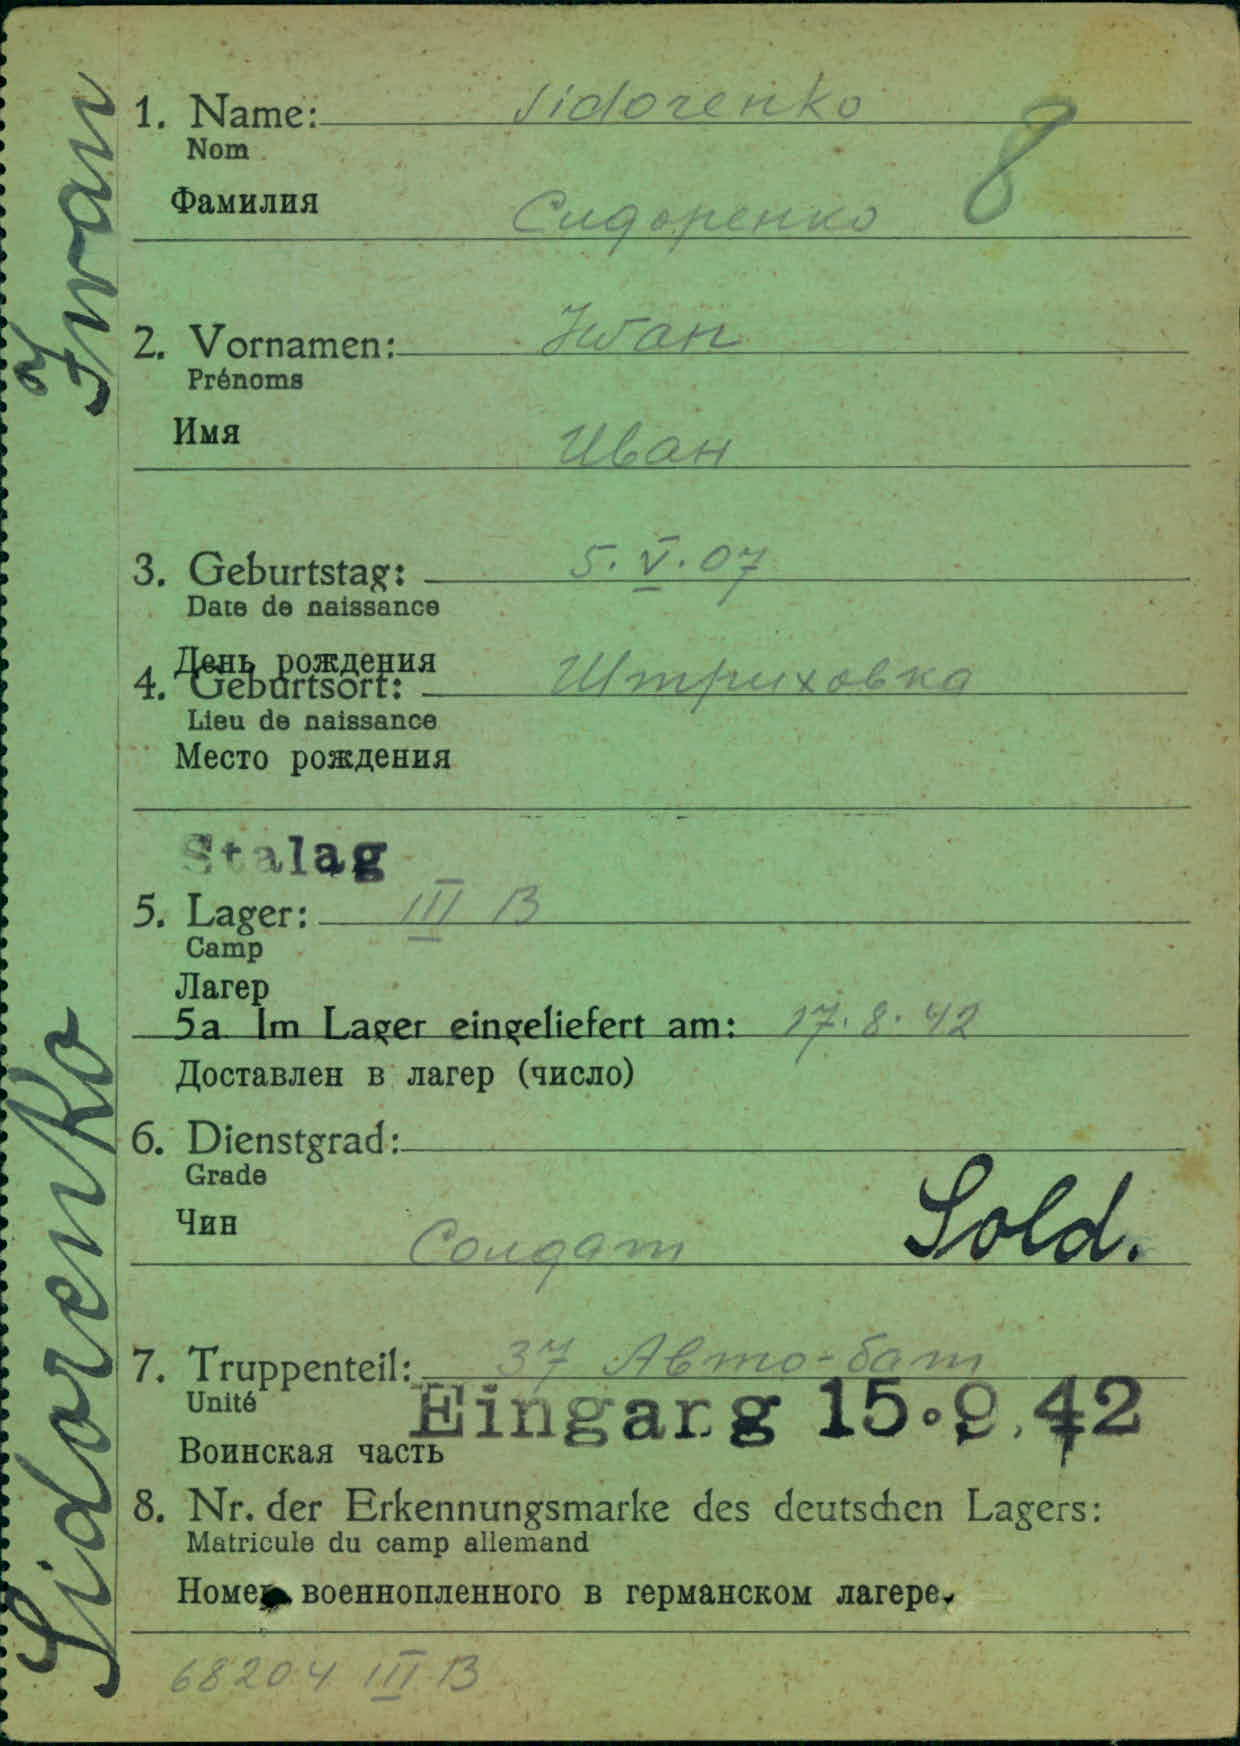 Sidorenko Iwan
1. Name: Sidorenko
Nom
8
Фамилия Сидоренко
2. Vornamen: Iwan
Prénoms
Имя Иван
3. Geburtstag: 5.V.07
Date de naissance
День рождения
4. Geburtsort: Штриховка
Lieu de naissance
Место рождения
Stalag
5. Lager: III B
Camp
Лагер
5a Im Lager eingeliefert am: 17.8.42
Доставлен в лагер (число)
6. Dienstgrad:
Grade
Чин Солдат Sold.
7. Truppenteil: 37 Авто-бат
Unité Eingang 15.9.42
Воинская часть
8. Nr. der Erkennungsmarke des deutschen Lagers:
Matricule du camp allemand
Номер военнопленного в германском лагере.
68204 III B